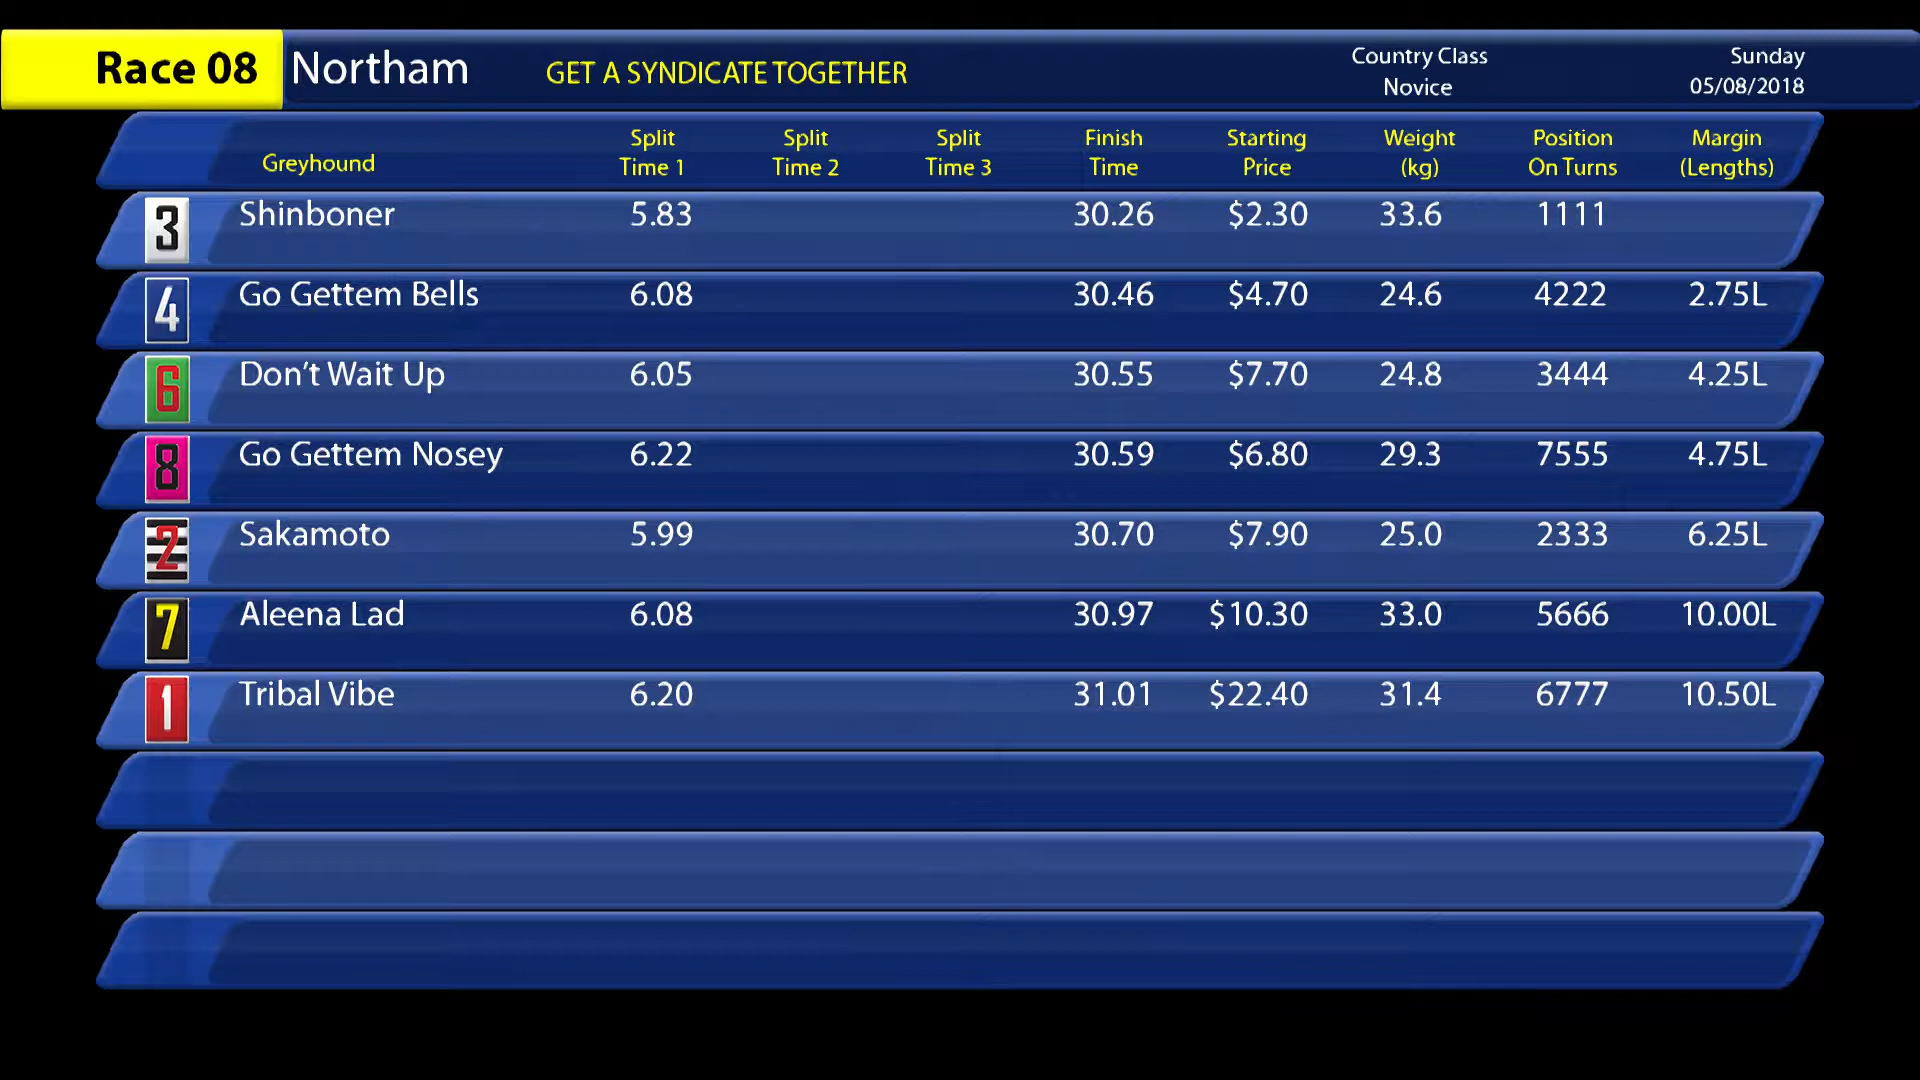 Race 08 Northam GET A SYNDICATE TOGETHER Country Class Novice Sunday 05/08/2018
Greyhound Split Time 1 Split Time 2 Split Time 3 Finish Time Starting Price Weight (kg) Position On Turns Margin (Lengths)
3 Shinboner 5.83 30.26 $2.30 33.6 1111
4 Go Gettem Bells 6.08 30.46 $4.70 24.6 4222 2.75L
6 Don't Wait Up 6.05 30.55 $7.70 24.8 3444 4.25L
8 Go Gettem Nosey 6.22 30.59 $6.80 29.3 7555 4.75L
2 Sakamoto 5.99 30.70 $7.90 25.0 2333 6.25L
7 Aleena Lad 6.08 30.97 $10.30 33.0 5666 10.00L
1 Tribal Vibe 6.20 31.01 $22.40 31.4 6777 10.50L